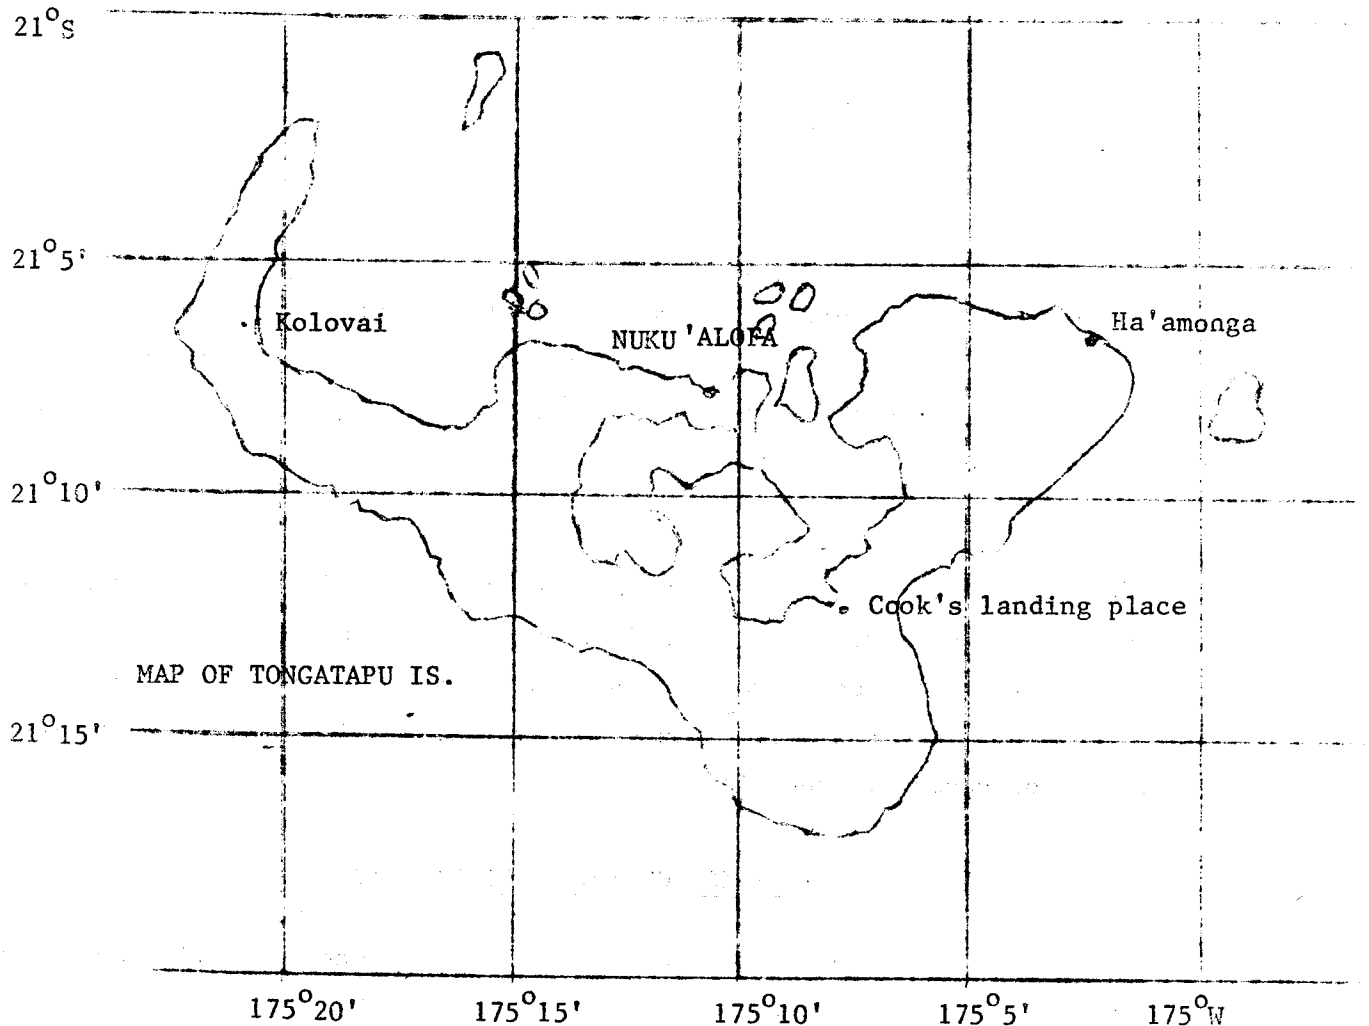 21°S
21°5'
Kolovai
NUKU'ALOFA
Ha'amonga
21°10'
Cook's landing place
MAP OF TONGATAPU IS.
21°15'
175°20' 175°15' 175°10' 175°5' 175°W